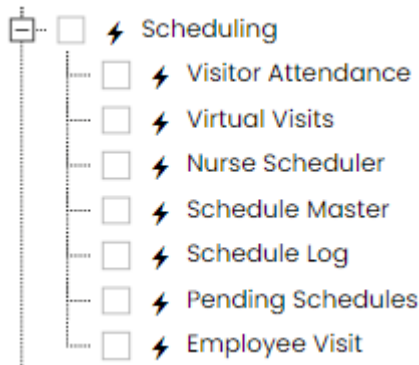 Scheduling
Visitor Attendance
Virtual Visits
Nurse Scheduler
Schedule Master
Schedule Log
Pending Schedules
Employee Visit